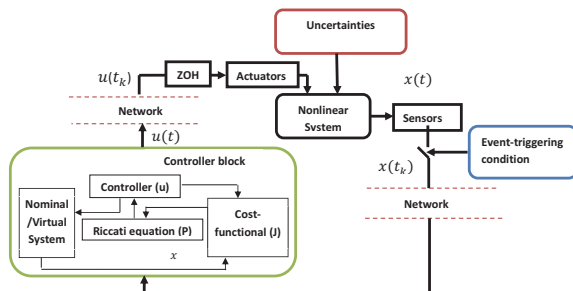 Uncertainties
u(t_k)
ZOH
Actuators
x(t)
Network
Nonlinear
System
Sensors
u(t)
Event-triggering
condition
x(t_k)
Controller block
Controller (u)
Nominal
/Virtual
System
Cost-
functional (J)
Riccati equation (P)
x
Network